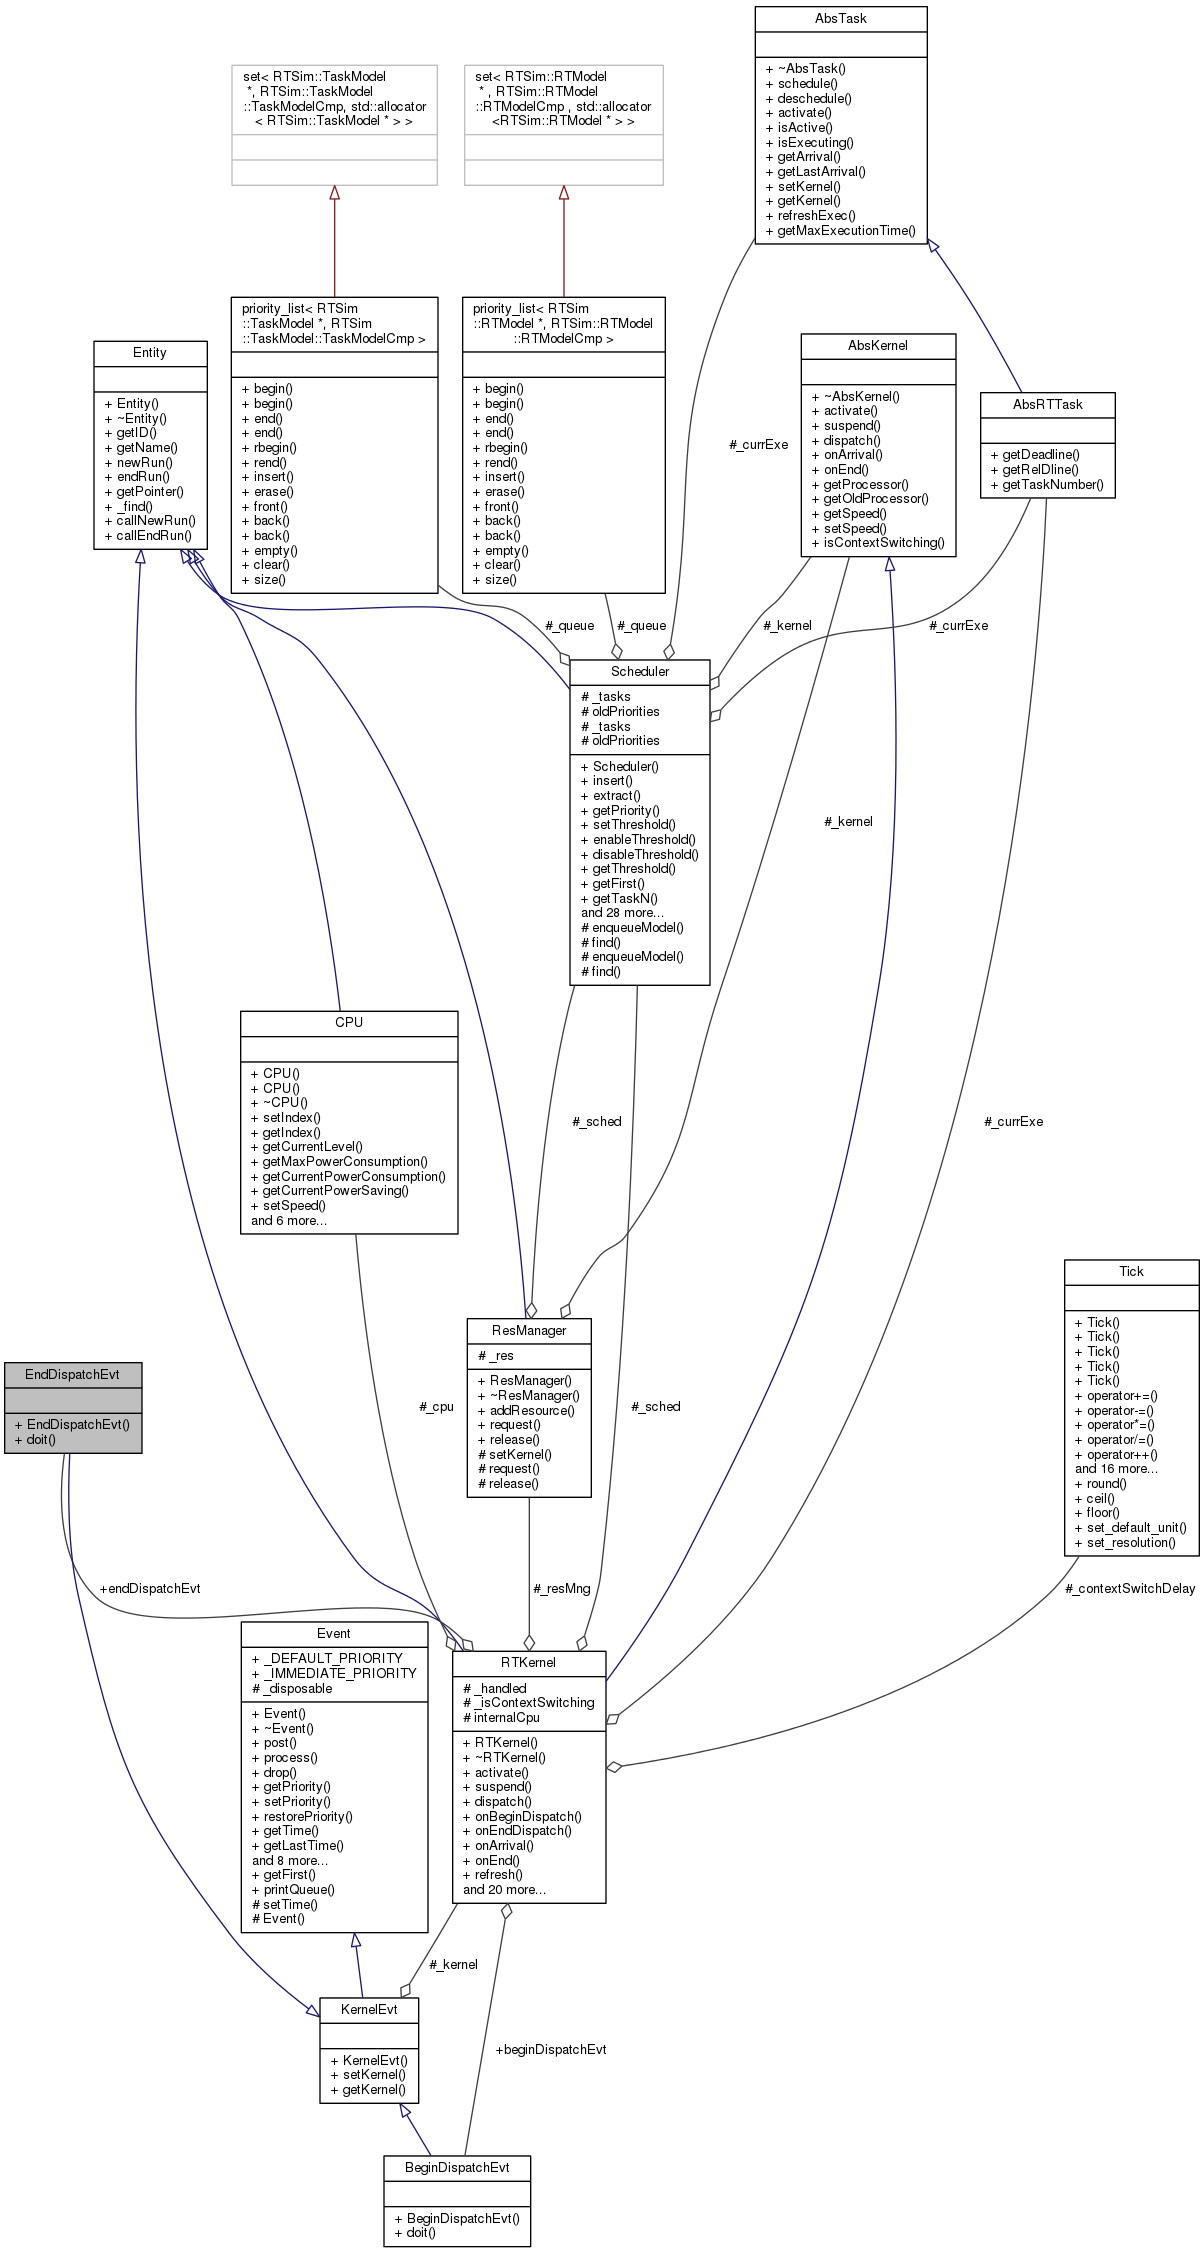 AbsTask
+ ~AbsTask()
+ schedule()
+ deschedule()
+ activate()
+ isActive()
+ isExecuting()
+ getArrival()
+ getLastArrival()
+ setKernel()
+ getKernel()
+ refreshExec()
+ getMaxExecutionTime()
set< RTSim::TaskModel
*, RTSim::TaskModel
::TaskModelCmp, std::allocator
< RTSim::TaskModel * > >
set< RTSim::RTModel
* , RTSim::RTModel
::RTModelCmp , std::allocator
<RTSim::RTModel * > >
priority_list< RTSim
::TaskModel *, RTSim
::TaskModel::TaskModelCmp >
+ begin()
+ begin()
+ end()
+ end()
+ rbegin()
+ rend()
+ insert()
+ erase()
+ front()
+ back()
+ back()
+ empty()
+ clear()
+ size()
priority_list< RTSim
::RTModel *, RTSim::RTModel
::RTModelCmp >
+ begin()
+ begin()
+ end()
+ end()
+ rbegin()
+ rend()
+ insert()
+ erase()
+ front()
+ back()
+ back()
+ empty()
+ clear()
+ size()
Entity
+ Entity()
+ ~Entity()
+ getID()
+ getName()
+ newRun()
+ endRun()
+ getPointer()
+ _find()
+ callNewRun()
+ callEndRun()
AbsKernel
+ ~AbsKernel()
+ activate()
+ suspend()
+ dispatch()
+ onArrival()
+ onEnd()
+ getProcessor()
+ getOldProcessor()
+ getSpeed()
+ setSpeed()
+ isContextSwitching()
AbsRTTask
+ getDeadline()
+ getRelDline()
+ getTaskNumber()
#_currExe
#_queue
#_queue
#_kernel
#_currExe
Scheduler
# _tasks
# oldPriorities
# _tasks
# oldPriorities
+ Scheduler()
+ insert()
+ extract()
+ getPriority()
+ setThreshold()
+ enableThreshold()
+ disableThreshold()
+ getThreshold()
+ getFirst()
+ getTaskN()
and 28 more...
# enqueueModel()
# find()
# enqueueModel()
# find()
#_kernel
CPU
+ CPU()
+ CPU()
+ ~CPU()
+ setIndex()
+ getIndex()
+ getCurrentLevel()
+ getMaxPowerConsumption()
+ getCurrentPowerConsumption()
+ getCurrentPowerSaving()
+ setSpeed()
and 6 more...
#_sched
#_currExe
Tick
+ Tick()
+ Tick()
+ Tick()
+ Tick()
+ Tick()
+ operator+=()
+ operator-=()
+ operator*=()
+ operator/=()
+ operator++()
and 16 more...
+ round()
+ ceil()
+ floor()
+ set_default_unit()
+ set_resolution()
ResManager
# _res
+ ResManager()
+ ~ResManager()
+ addResource()
+ request()
+ release()
# setKernel()
# request()
# release()
EndDispatchEvt
+ EndDispatchEvt()
+ doit()
#_cpu
#_sched
+endDispatchEvt
#_resMng
#_contextSwitchDelay
Event
+ _DEFAULT_PRIORITY
+ _IMMEDIATE_PRIORITY
# _disposable
+ Event()
+ ~Event()
+ post()
+ process()
+ drop()
+ getPriority()
+ setPriority()
+ restorePriority()
+ getTime()
+ getLastTime()
and 8 more...
+ getFirst()
+ printQueue()
# setTime()
# Event()
RTKernel
# _handled
# _isContextSwitching
# internalCpu
+ RTKernel()
+ ~RTKernel()
+ activate()
+ suspend()
+ dispatch()
+ onBeginDispatch()
+ onEndDispatch()
+ onArrival()
+ onEnd()
+ refresh()
and 20 more...
#_kernel
KernelEvt
+ KernelEvt()
+ setKernel()
+ getKernel()
+beginDispatchEvt
BeginDispatchEvt
+ BeginDispatchEvt()
+ doit()